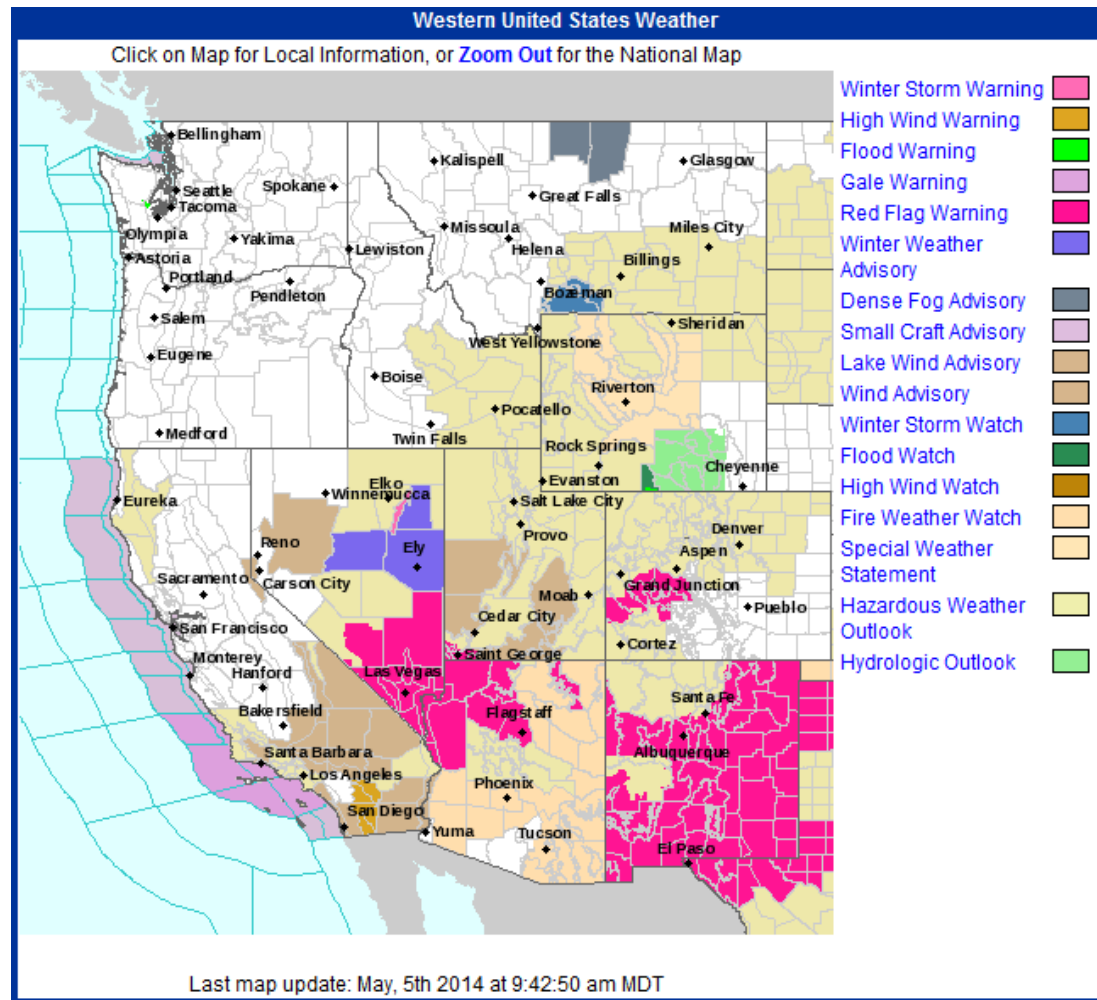 Western United States Weather
Click on Map for Local Information, or Zoom Out for the National Map
Winter Storm Warning
High Wind Warning
Flood Warning
Gale Warning
Red Flag Warning
Winter Weather
Advisory
Dense Fog Advisory
Small Craft Advisory
Lake Wind Advisory
Wind Advisory
Winter Storm Watch
Flood Watch
High Wind Watch
Fire Weather Watch
Special Weather
Statement
Hazardous Weather
Outlook
Hydrologic Outlook
Bellingham
Kalispell
Glasgow
Seattle
Spokane
Tacoma
Great Falls
Olympia
Yakima
Missoula
Helena
Miles City
Lewiston
Astoria
Billings
Portland
Pendleton
Bozeman
Salem
Sheridan
West Yellowstone
Eugene
Boise
Riverton
Pocatello
Medford
Twin Falls
Rock Springs
Cheyenne
Elko
Evanston
Winnemucca
Eureka
Salt Lake City
Provo
Denver
Reno
Ely
Aspen
Sacramento
Carson City
Grand Junction
Moab
Pueblo
San Francisco
Cedar City
Cortez
Saint George
Monterey
Hanford
Las Vegas
Santa Fe
Bakersfield
Flagstaff
Albuquerque
Santa Barbara
Los Angeles
Phoenix
San Diego
Yuma
Tucson
El Paso
Last map update: May, 5th 2014 at 9:42:50 am MDT